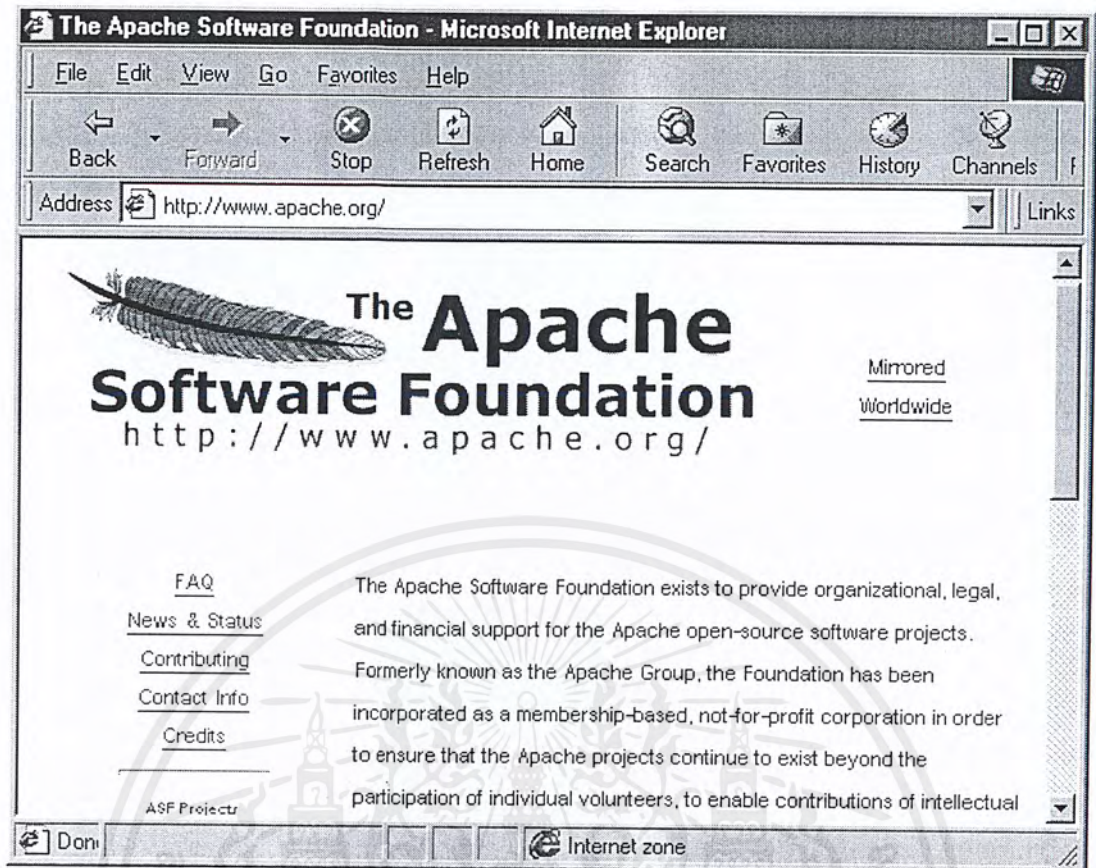 The Apache Software Foundation - Microsoft Internet Explorer
File Edit View Go Favorites Help
Back Forward Stop Refresh Home Search Favorites History Channels F
Address http://www.apache.org/ Links
The Apache
Software Foundation
http://www.apache.org/
Mirrored
Worldwide
FAQ
News & Status
Contributing
Contact Info
Credits
ASF Projects
The Apache Software Foundation exists to provide organizational, legal,
and financial support for the Apache open-source software projects.
Formerly known as the Apache Group, the Foundation has been
incorporated as a membership-based, not-for-profit corporation in order
to ensure that the Apache projects continue to exist beyond the
participation of individual volunteers, to enable contributions of intellectual
Don
Internet zone